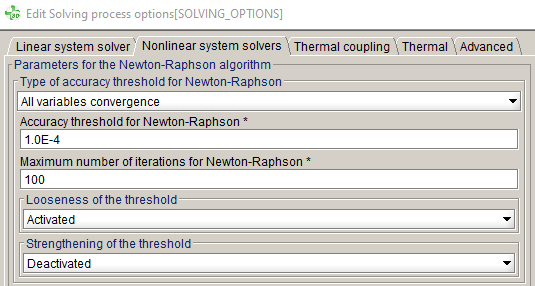 Edit Solving process options[SOLVING_OPTIONS]
Linear system solver Nonlinear system solvers Thermal coupling Thermal Advanced
Parameters for the Newton-Raphson algorithm
Type of accuracy threshold for Newton-Raphson
All variables convergence
Accuracy threshold for Newton-Raphson *
1.0E-4
Maximum number of iterations for Newton-Raphson *
100
Looseness of the threshold
Activated
Strengthening of the threshold
Deactivated